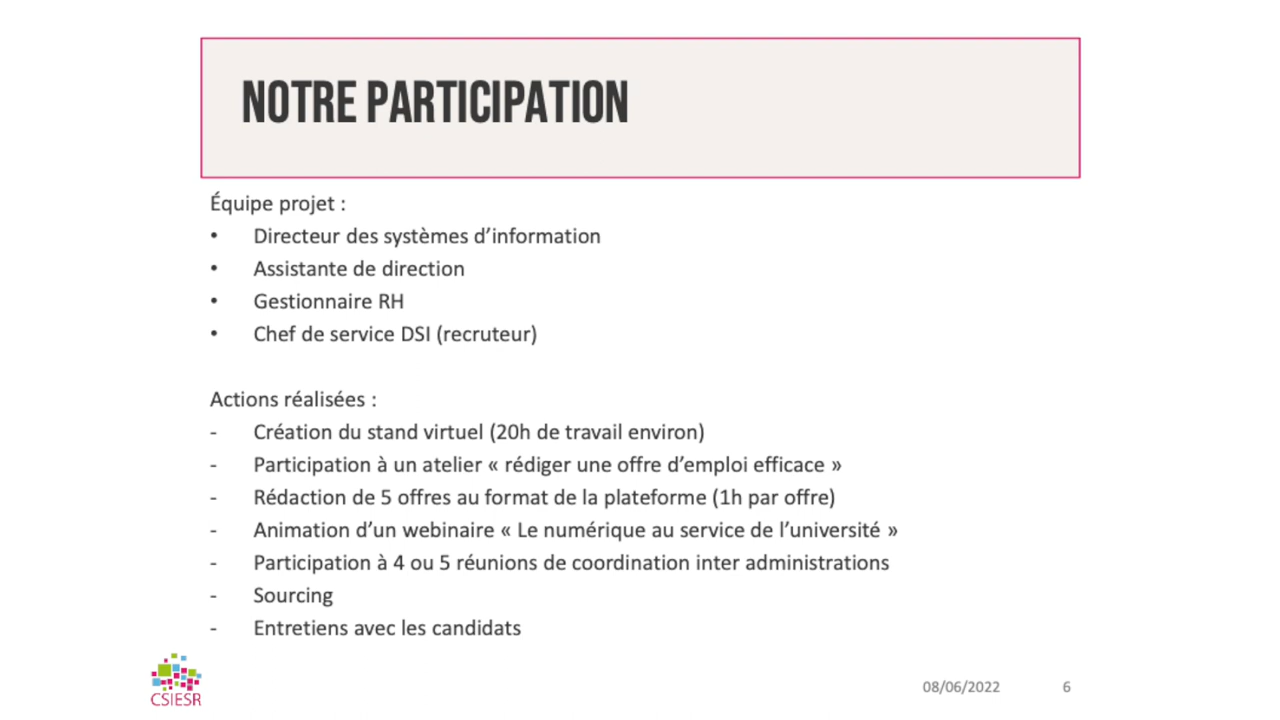 NOTRE PARTICIPATION
Équipe projet :
• Directeur des systèmes d’information
• Assistante de direction
• Gestionnaire RH
• Chef de service DSI (recruteur)
Actions réalisées :
- Création du stand virtuel (20h de travail environ)
- Participation à un atelier « rédiger une offre d’emploi efficace »
- Rédaction de 5 offres au format de la plateforme (1h par offre)
- Animation d’un webinaire « Le numérique au service de l’université »
- Participation à 4 ou 5 réunions de coordination inter administrations
- Sourcing
- Entretiens avec les candidats
CSIESR
08/06/2022 6